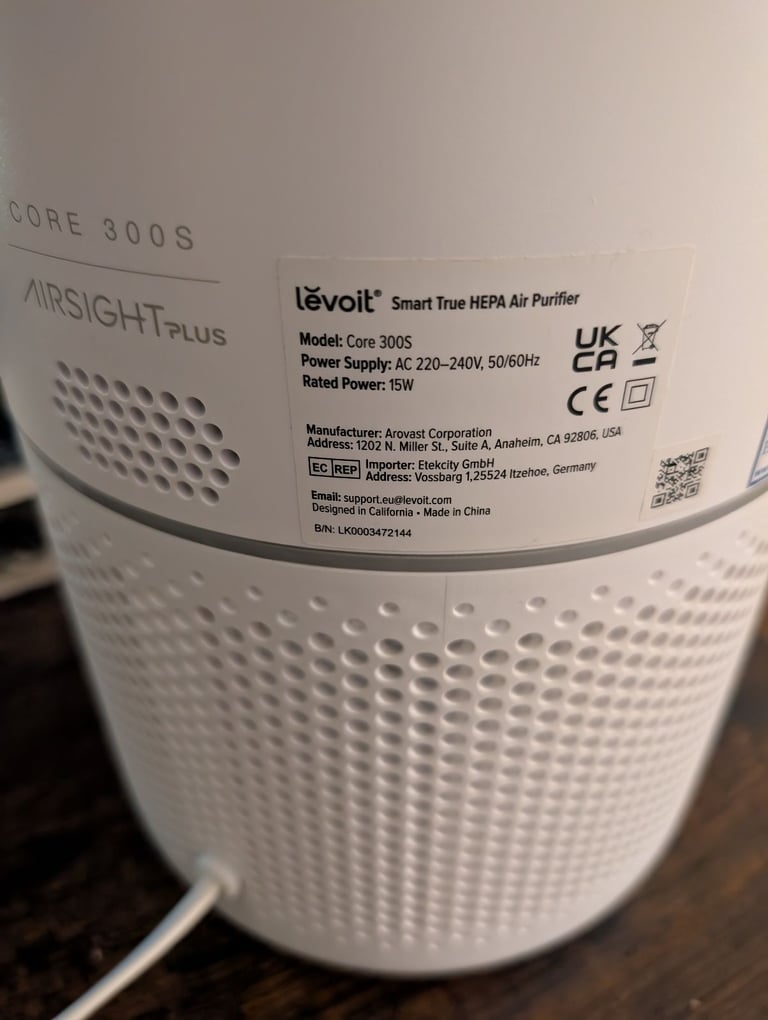 CORE 300S
AIRSIGHT PLUS
levoit® Smart True HEPA Air Purifier
Model: Core 300S
Power Supply: AC 220–240V, 50/60Hz
Rated Power: 15W
UK
CA
CE
Manufacturer: Arovast Corporation
Address: 1202 N. Miller St., Suite A, Anaheim, CA 92806, USA
EC REP Importer: Etekcity GmbH
Address: Vossbarg 1,25524 Itzehoe, Germany
Email: support.eu@levoit.com
Designed in California • Made in China
B/N: LK0003472144